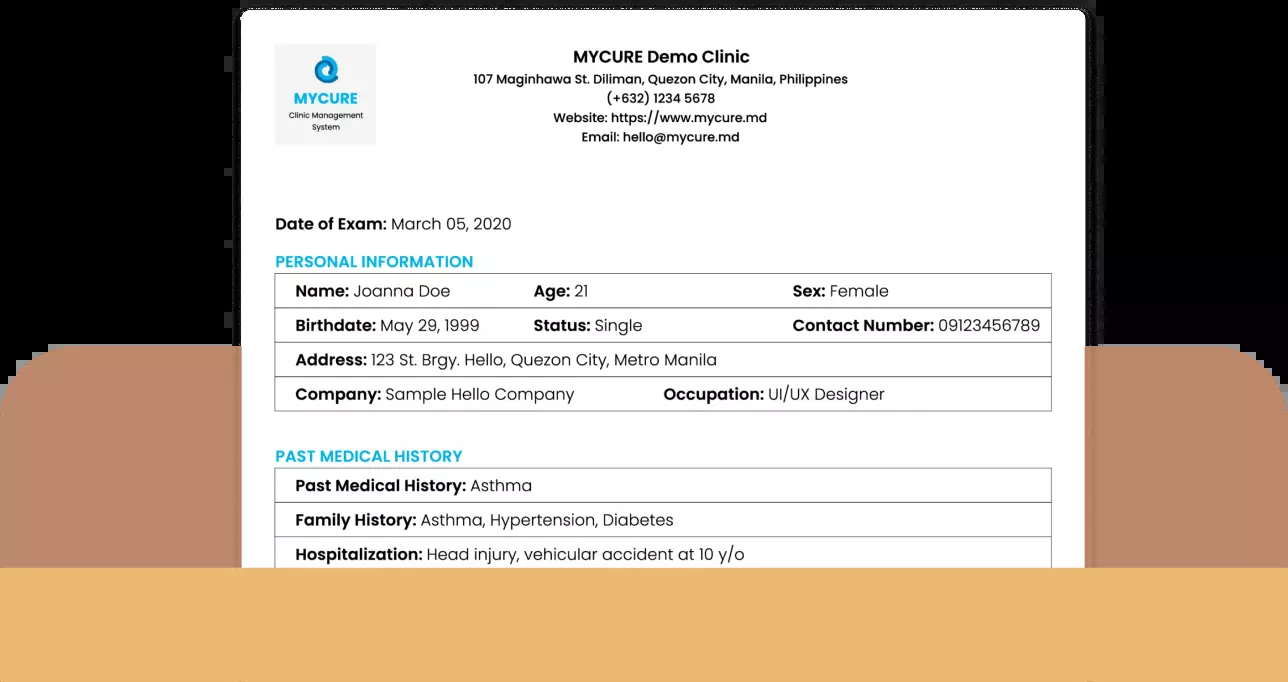 MYCURE
Clinic Management
System
MYCURE Demo Clinic
107 Maginhawa St. Diliman, Quezon City, Manila, Philippines
(+632) 1234 5678
Website: https://www.mycure.md
Email: hello@mycure.md
Date of Exam: March 05, 2020
PERSONAL INFORMATION
Name: Joanna Doe Age: 21 Sex: Female
Birthdate: May 29, 1999 Status: Single Contact Number: 09123456789
Address: 123 St. Brgy. Hello, Quezon City, Metro Manila
Company: Sample Hello Company Occupation: UI/UX Designer
PAST MEDICAL HISTORY
Past Medical History: Asthma
Family History: Asthma, Hypertension, Diabetes
Hospitalization: Head injury, vehicular accident at 10 y/o